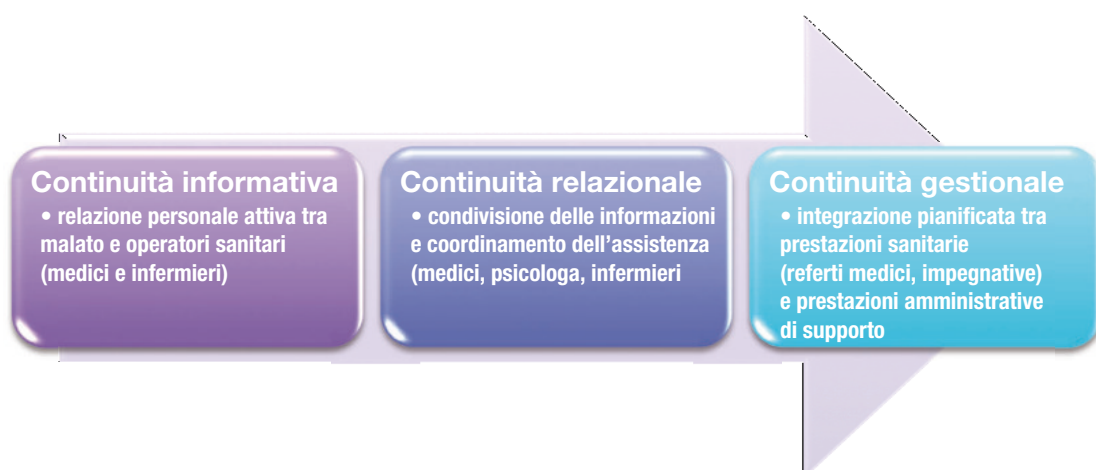 Continuità informativa
• relazione personale attiva tra
malato e operatori sanitari
(medici e infermieri)
Continuità relazionale
• condivisione delle informazioni
e coordinamento dell’assistenza
(medici, psicologa, infermieri
Continuità gestionale
• integrazione pianificata tra
prestazioni sanitarie
(referti medici, impegnative)
e prestazioni amministrative
di supporto